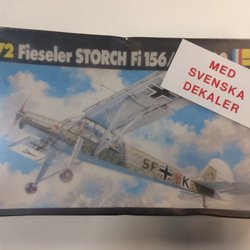 72 Fieseler STORCH Fi 156
MED
SVENSKA
DEKALER
SF
K